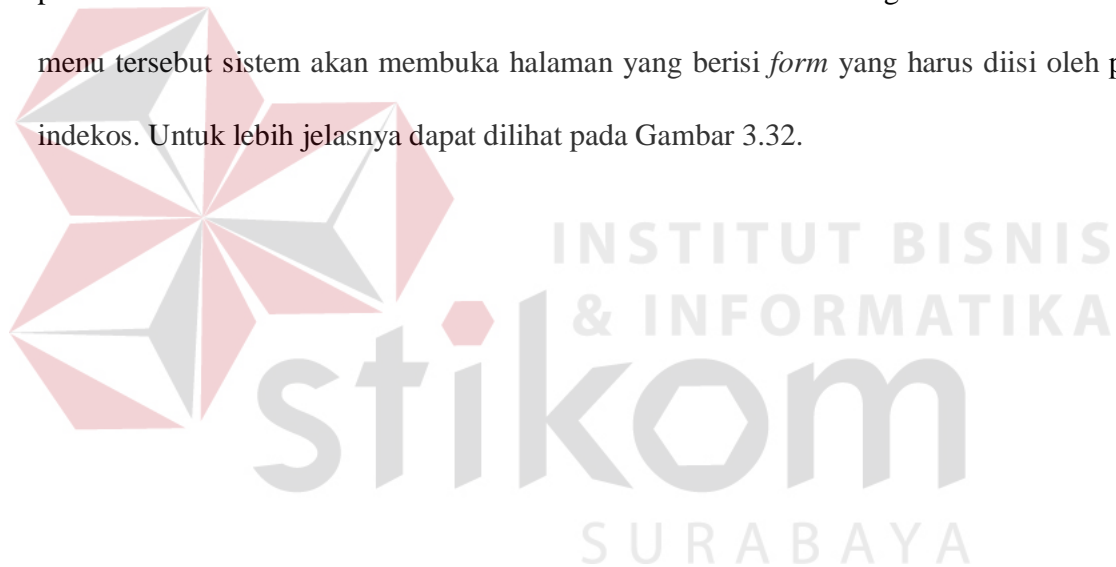 menu tersebut sistem akan membuka halaman yang berisi form yang harus diisi oleh
indekos. Untuk lebih jelasnya dapat dilihat pada Gambar 3.32.
INSTITUT BISNIS
& INFORMATIKA
stikom
SURABAYA